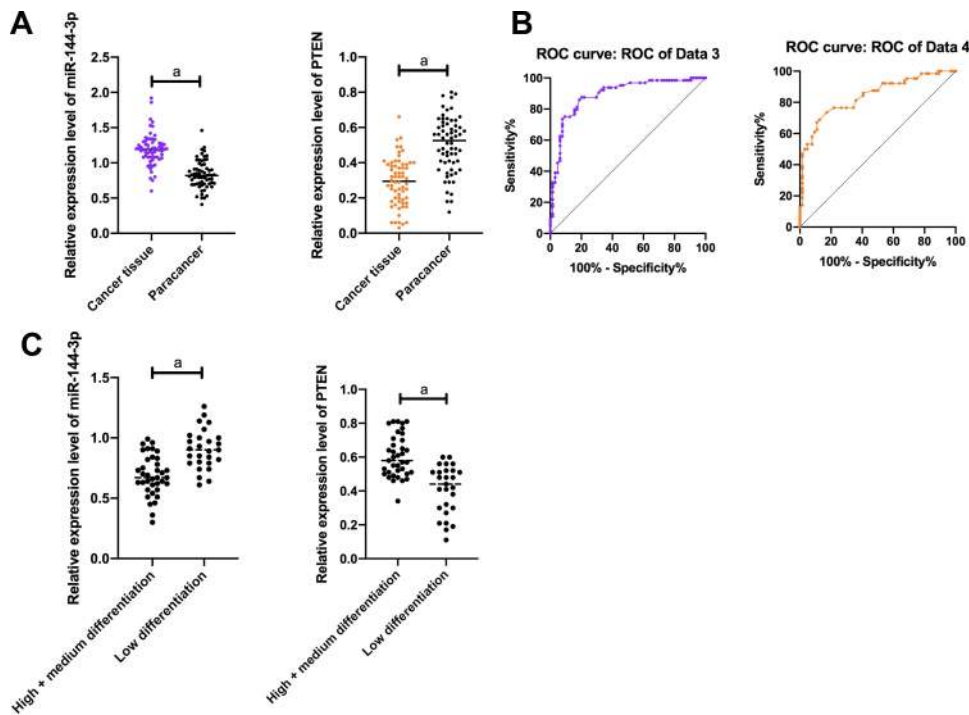 A
Relative expression level of miR-144-3p
2.5
2.0
1.5
1.0
0.5
0.0
a
Cancer tissue
Paracancer
Relative expression level of PTEN
1.0
0.8
0.6
0.4
0.2
0.0
a
Cancer tissue
Paracancer
B
ROC curve: ROC of Data 3
Sensitivity%
100
80
60
40
20
0
0 20 40 60 80 100
100% - Specificity%
ROC curve: ROC of Data 4
Sensitivity%
100
80
60
40
20
0
0 20 40 60 80 100
100% - Specificity%
C
Relative expression level of miR-144-3p
1.5
1.0
0.5
0.0
a
High + medium differentiation
Low differentiation
Relative expression level of PTEN
1.0
0.8
0.6
0.4
0.2
0.0
a
High + medium differentiation
Low differentiation